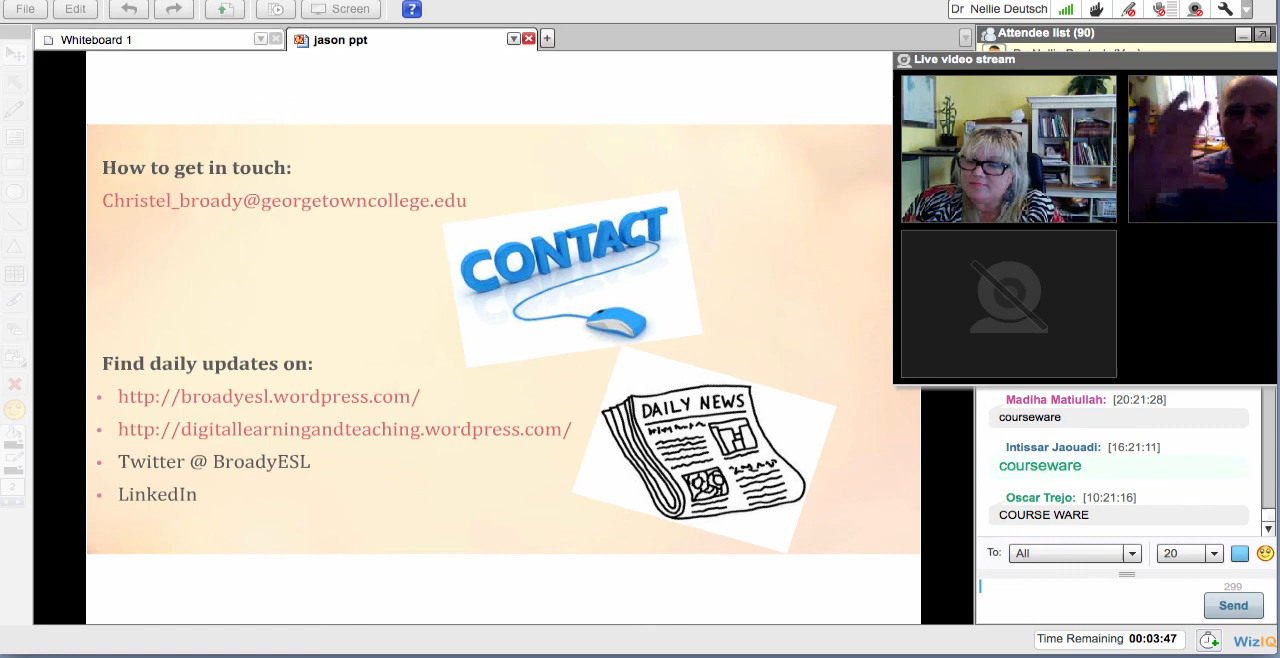 File Edit Screen ? Dr Nellie Deutsch
Whiteboard 1
jason ppt
Attendee list (90)
Live video stream
How to get in touch:
Christel_broady@georgetowncollege.edu
CONTACT
Find daily updates on:
• http://broadyesl.wordpress.com/
• http://digitallearningandteaching.wordpress.com/
• Twitter @ BroadyESL
• LinkedIn
DAILY NEWS
Madiha Matiullah: [20:21:28]
courseware
Intissar Jaouadi: [16:21:11]
courseware
Oscar Trejo: [10:21:16]
COURSE WARE
To: All 20
299
Send
2
Time Remaining 00:03:47
WizIQ